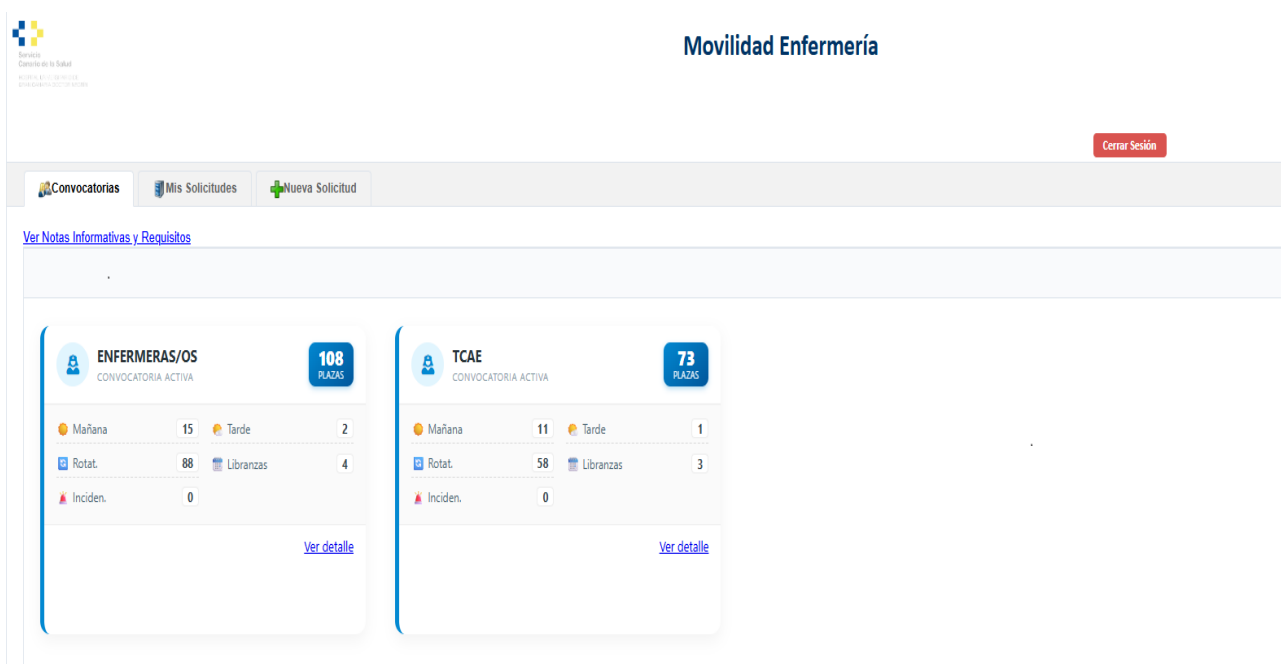 Servicio
Canario de la Salud
Movilidad Enfermería
Cerrar Sesión
Convocatorias
Mis Solicitudes
Nueva Solicitud
Ver Notas Informativas y Requisitos
.
ENFERMERAS/OS
CONVOCATORIA ACTIVA
108
PLAZAS
Mañana 15 Tarde 2
Rotat. 88 Libranzas 4
Inciden. 0
Ver detalle
TCAE
CONVOCATORIA ACTIVA
73
PLAZAS
Mañana 11 Tarde 1
Rotat. 58 Libranzas 3
Inciden. 0
Ver detalle
.